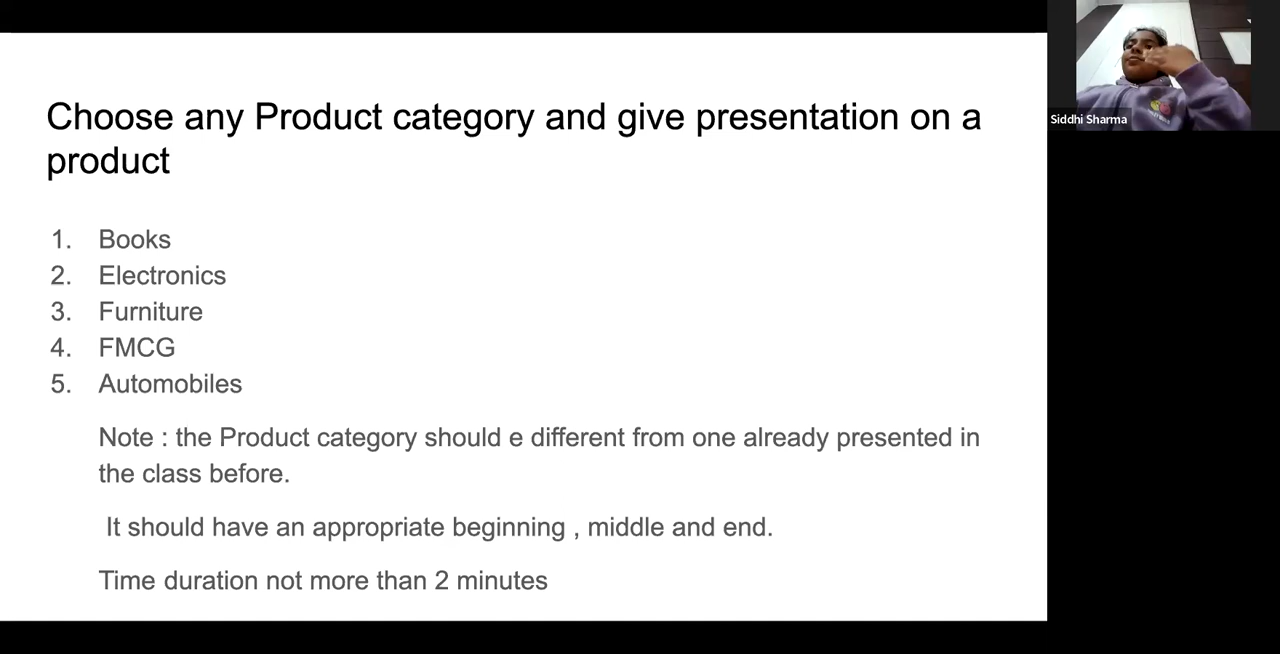 Choose any Product category and give presentation on a
product
1. Books
2. Electronics
3. Furniture
4. FMCG
5. Automobiles
Note : the Product category should e different from one already presented in
the class before.
It should have an appropriate beginning , middle and end.
Time duration not more than 2 minutes
Siddhi Sharma